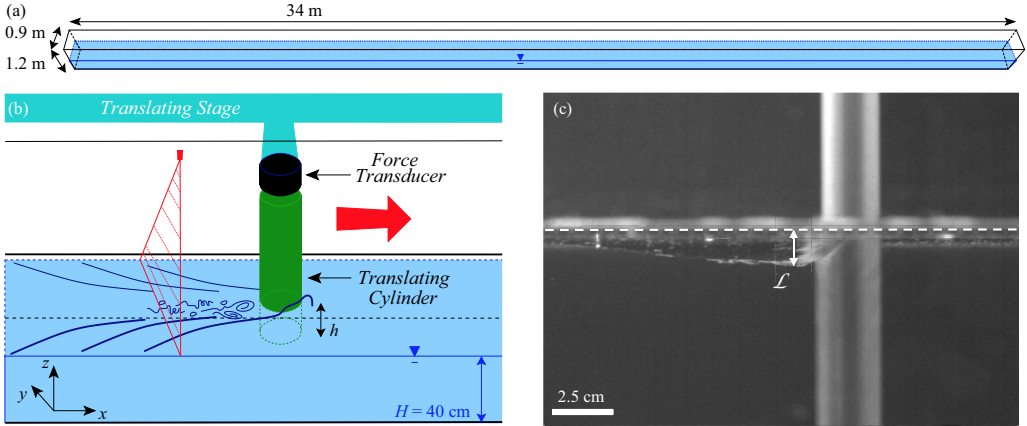 (a)
34 m
0.9 m
1.2 m
(b)
Translating Stage
Force
Transducer
Translating
Cylinder
h
z
y
x
H = 40 cm
(c)
ℒ
2.5 cm